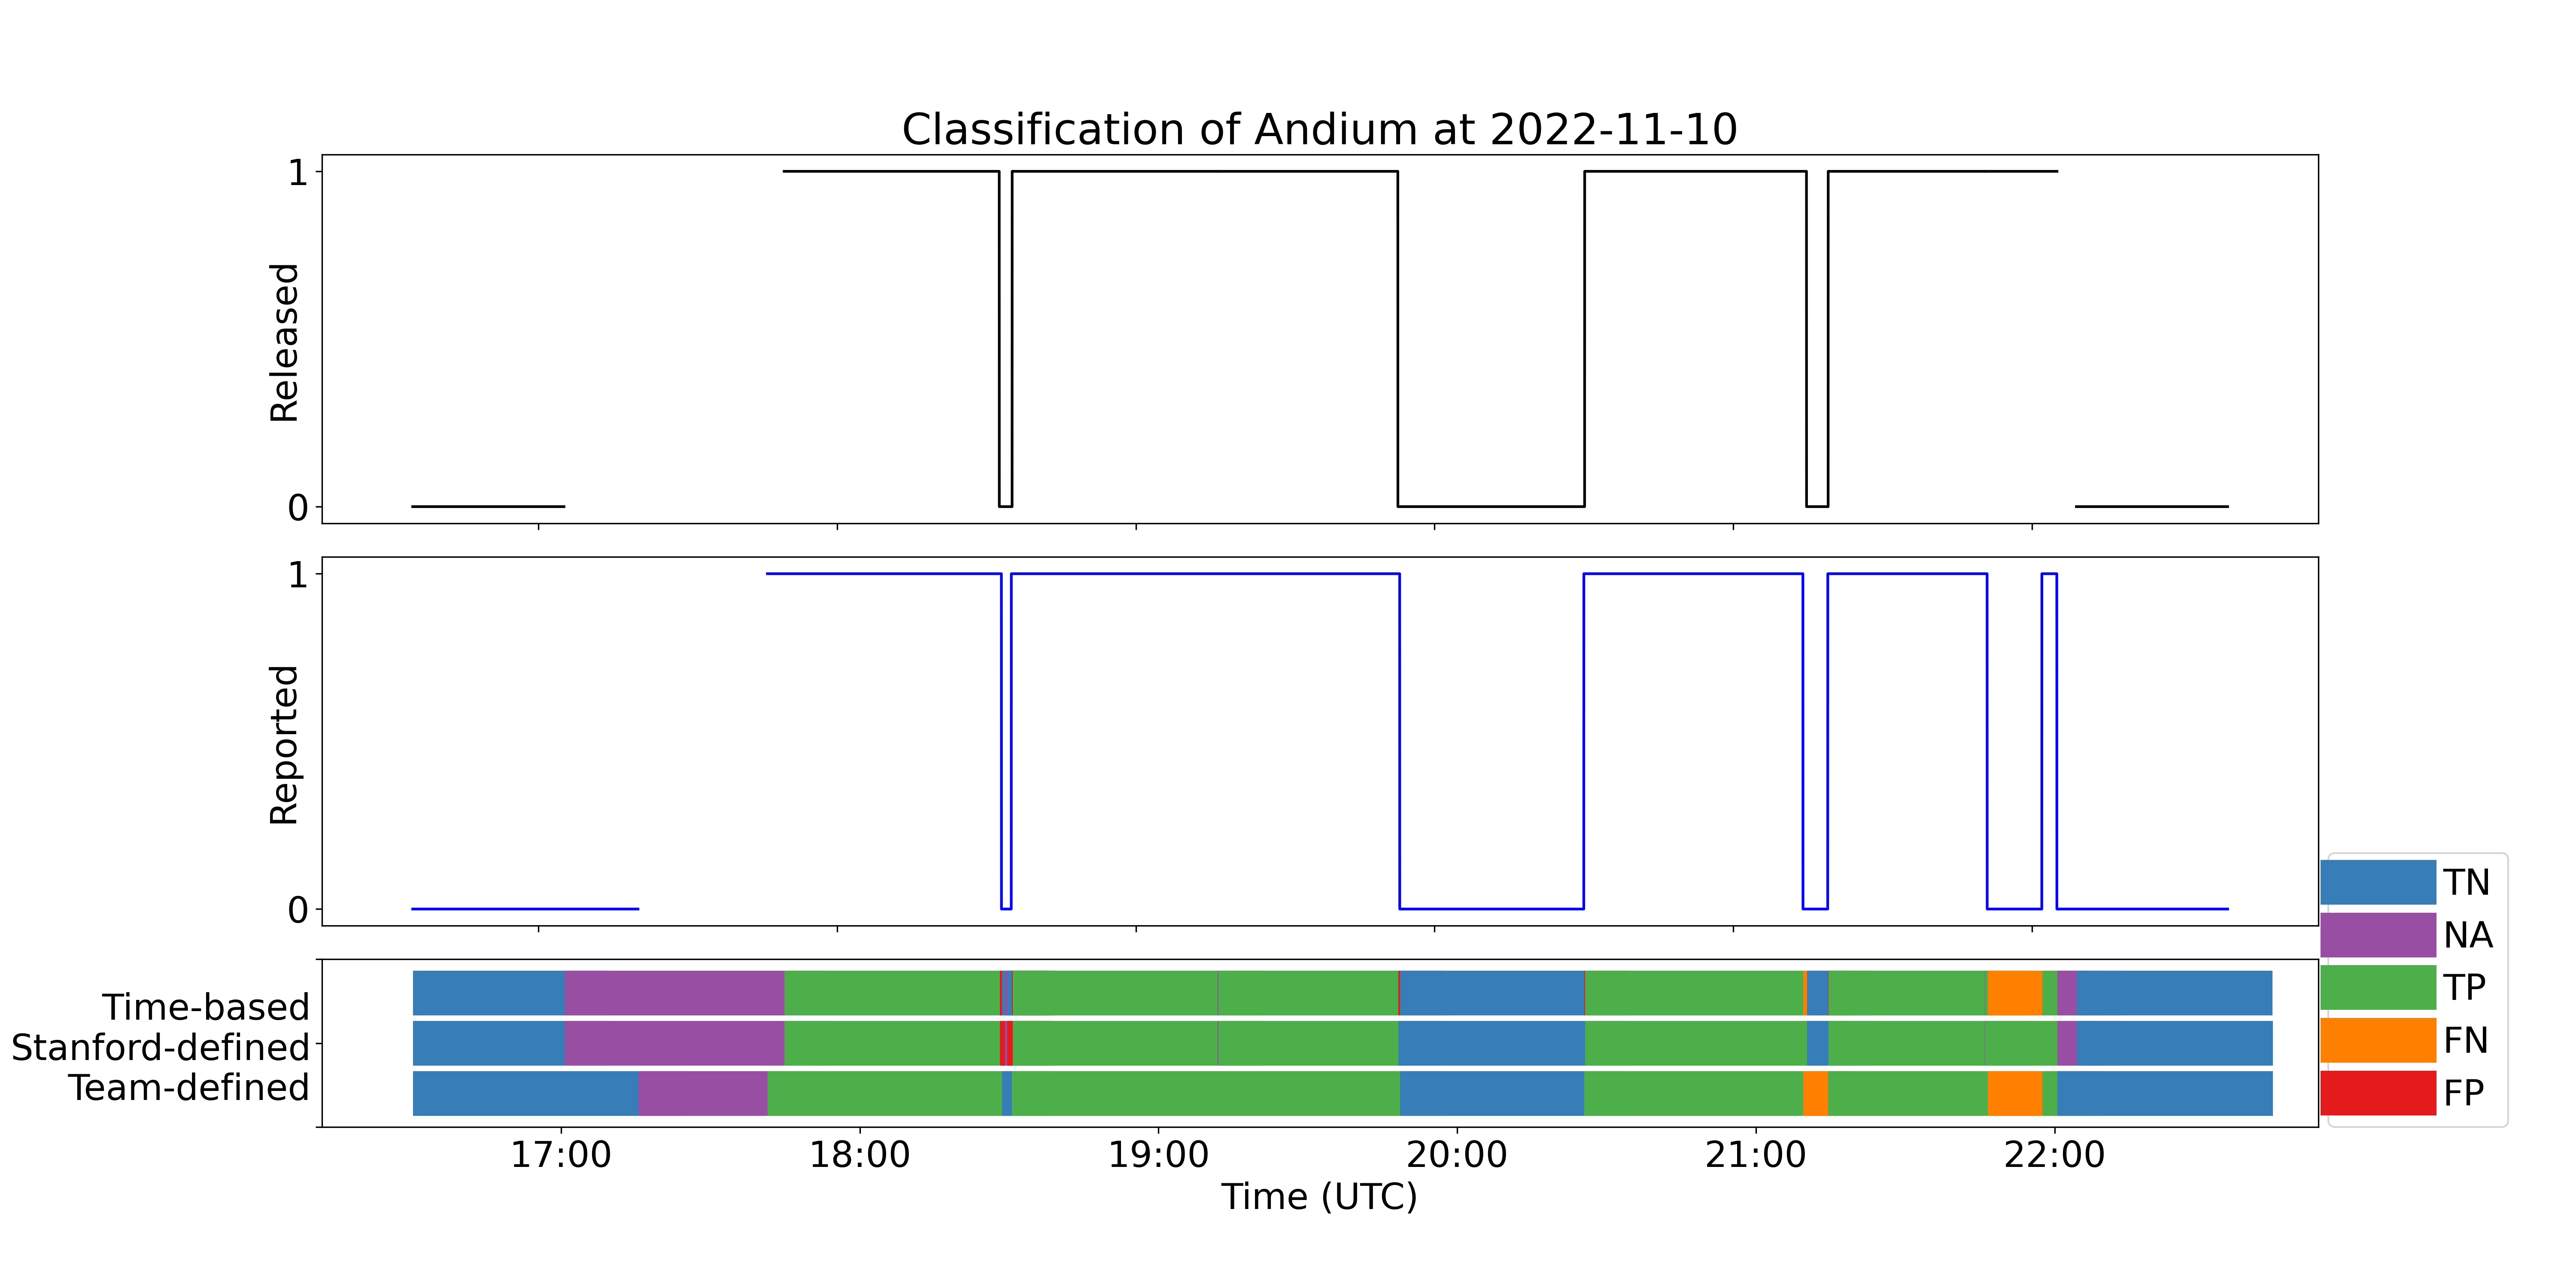 Classification of Andium at 2022-11-10
1
Released
0
1
Reported
0
TN
NA
TP
FN
FP
Time-based
Stanford-defined
Team-defined
17:00 18:00 19:00 20:00 21:00 22:00
Time (UTC)